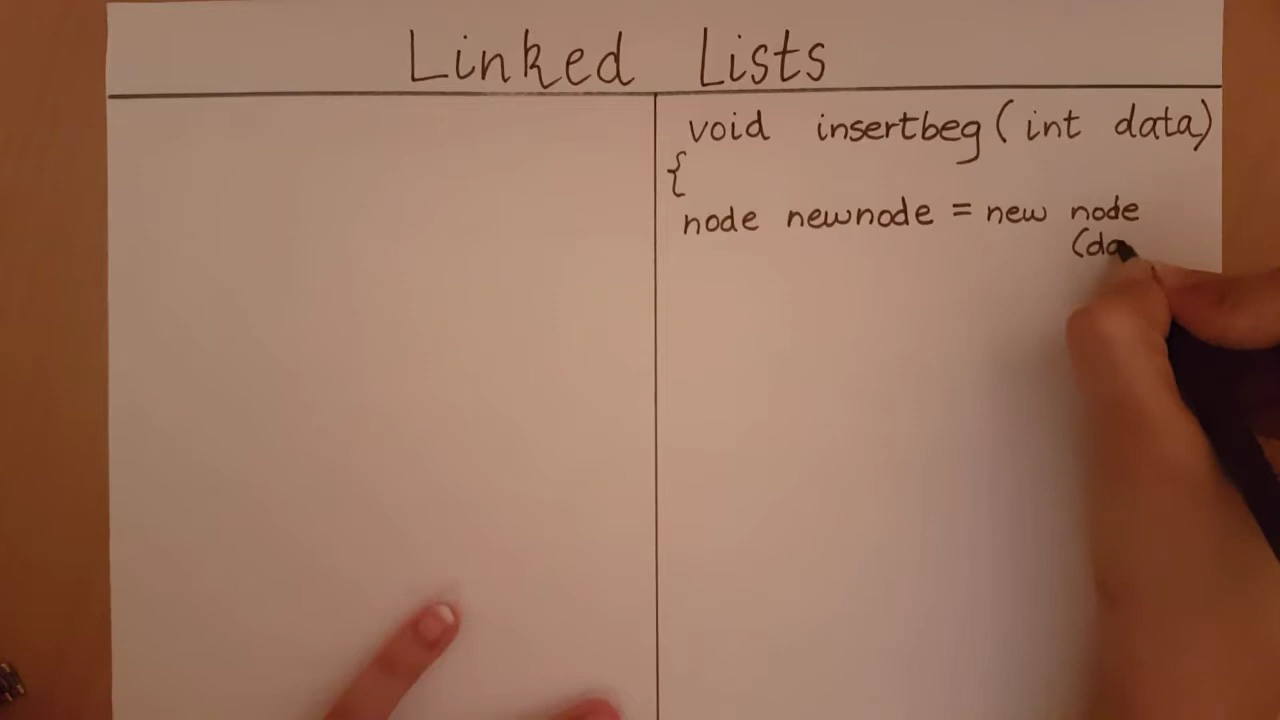 Linked Lists
void insertbeg(int data)
{
node newnode = new node
(da